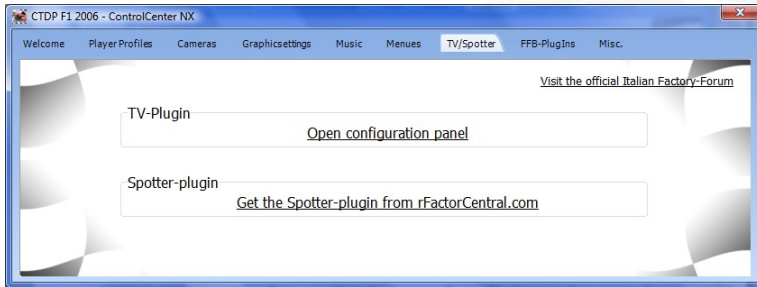 CTDP F1 2006 - ControlCenter NX
Welcome Player Profiles Cameras Graphicsettings Music Menues TV/Spotter FFB-PlugIns Misc.
Visit the official Italian Factory-Forum
TV-Plugin
Open configuration panel
Spotter-plugin
Get the Spotter-plugin from rFactorCentral.com